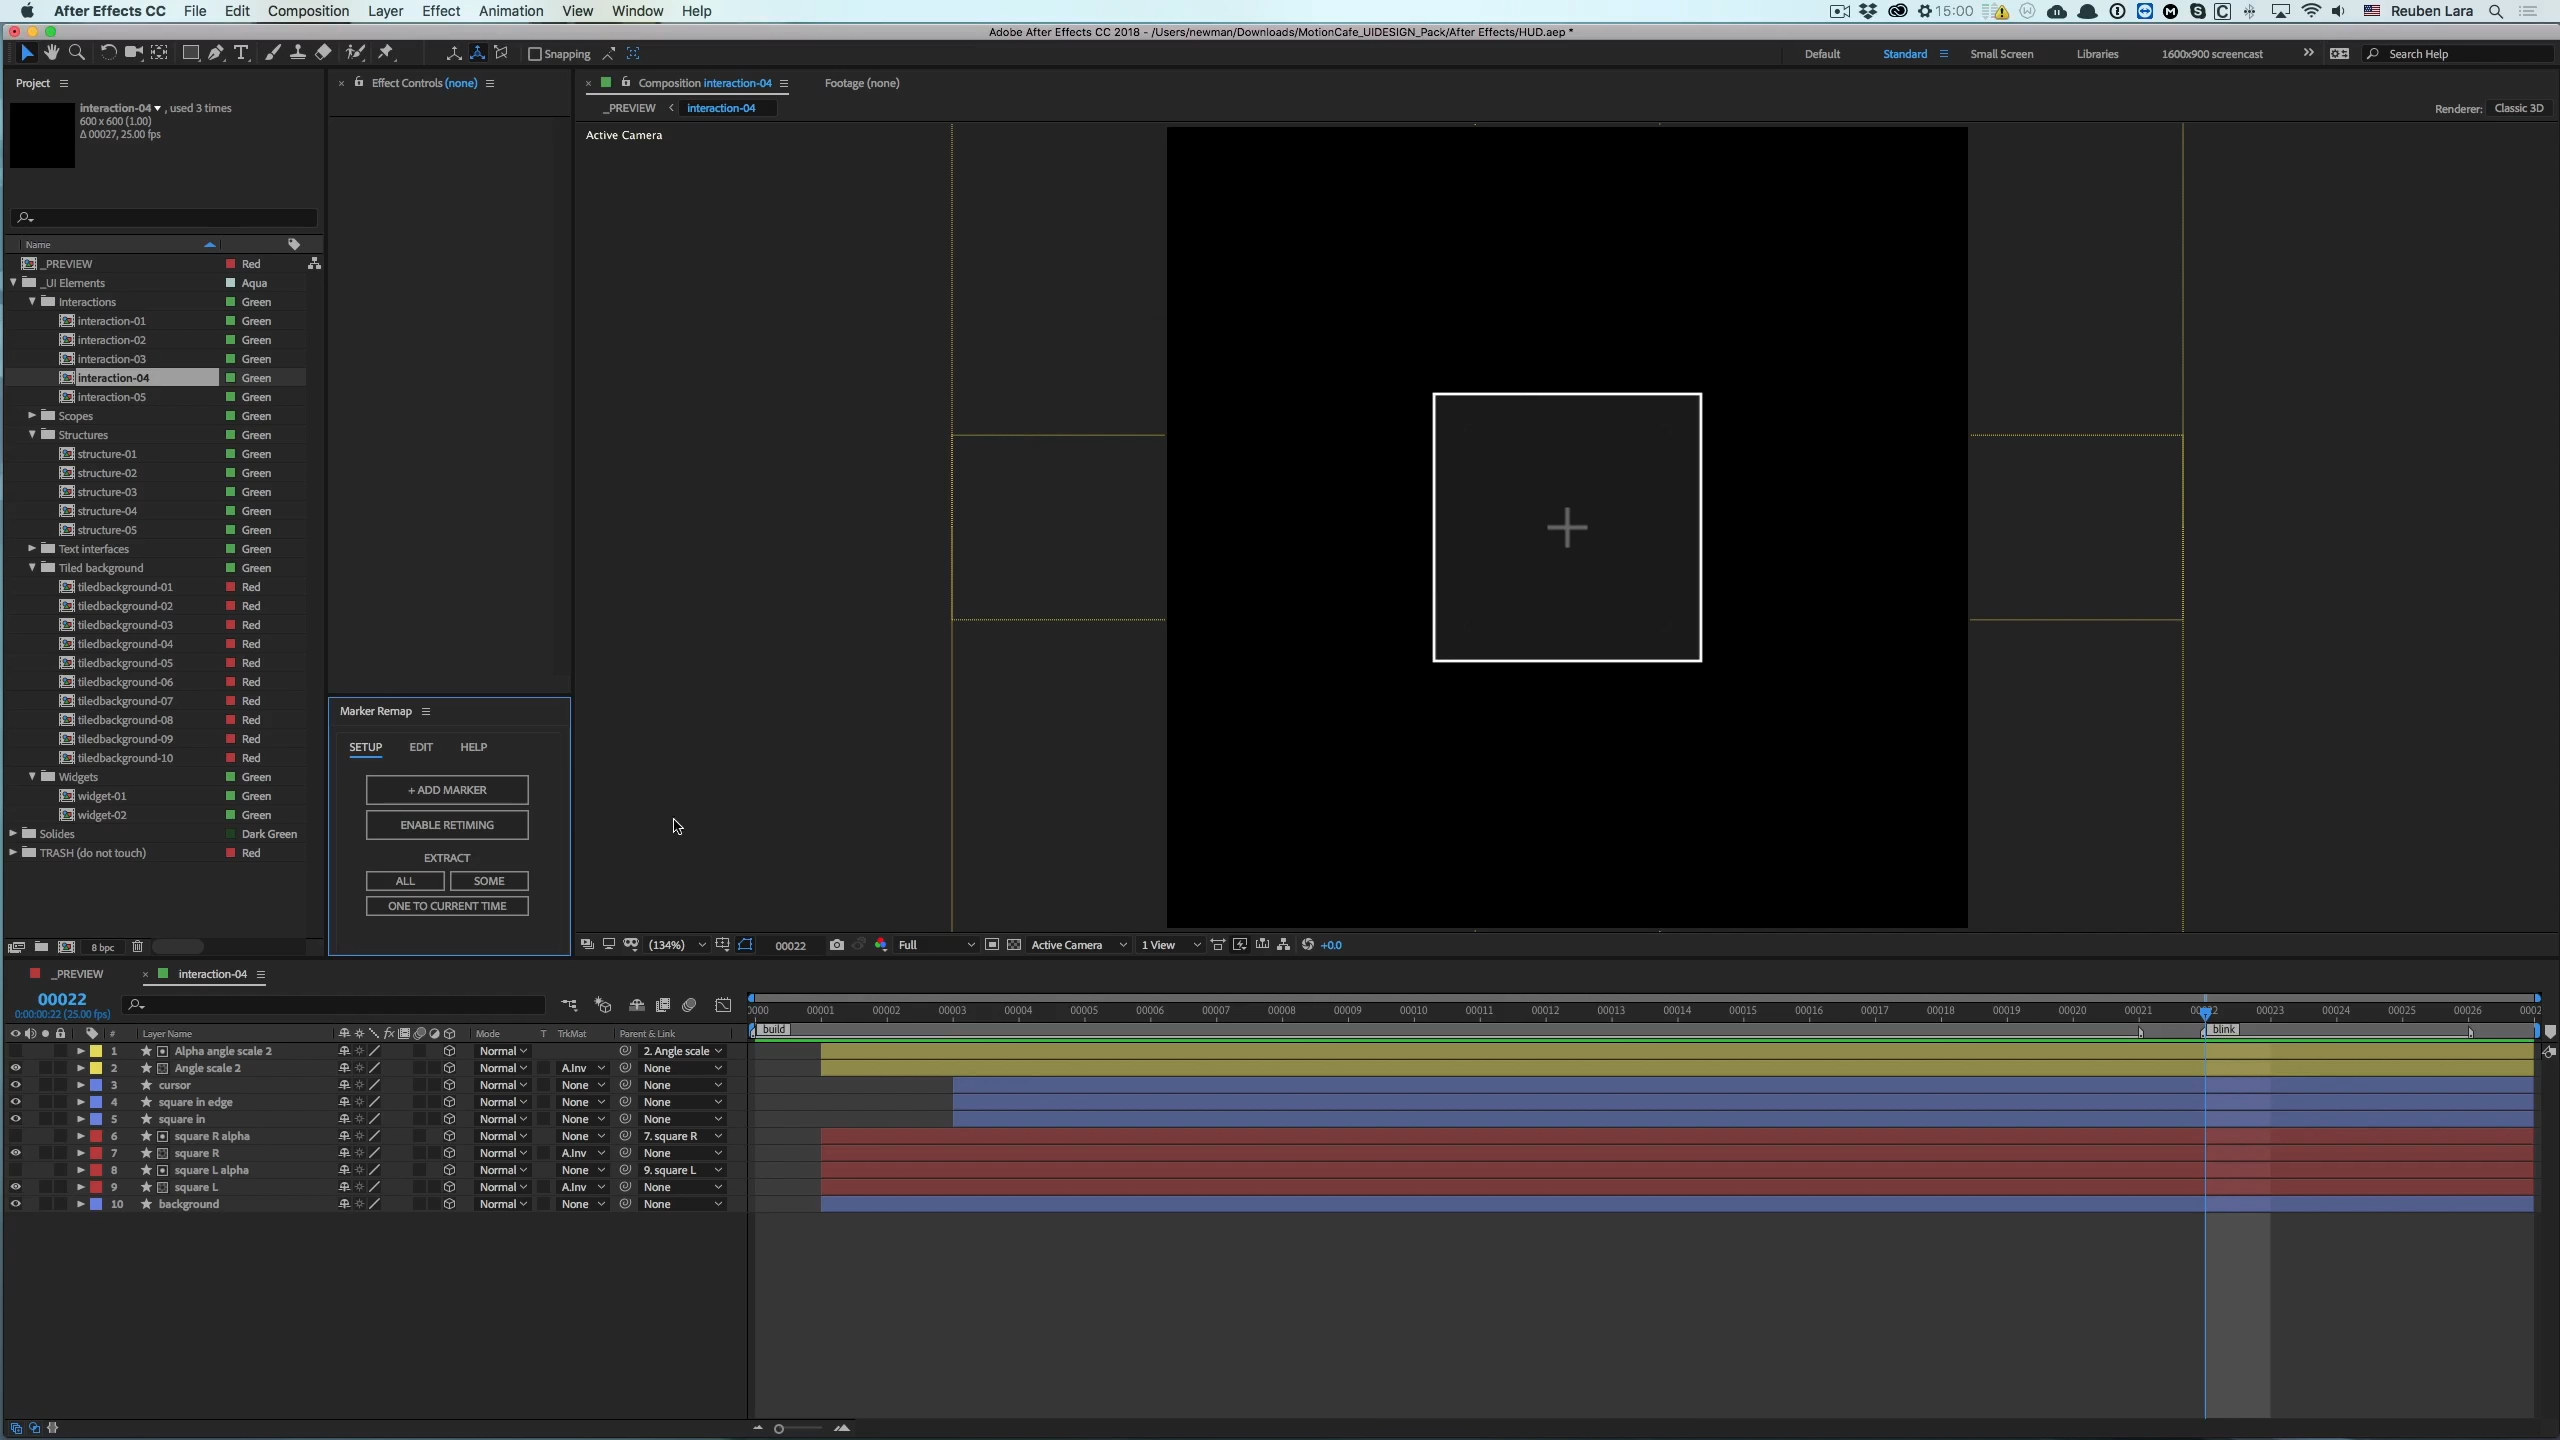 After Effects CC File Edit Composition Layer Effect Animation View Window Help
15:00 Reuben Lara
Adobe After Effects CC 2018 - /Users/newman/Downloads/MotionCafe_UIDESIGN_Pack/After Effects/HUD.aep *
Snapping
Default Standard Small Screen Libraries 1600x900 screencast Search Help
Project
interaction-04 , used 3 times
600 x 600 (1.00)
Δ 00027, 25.00 fps
Name
_PREVIEW Red
_UI Elements Aqua
Interactions Green
interaction-01 Green
interaction-02 Green
interaction-03 Green
interaction-04 Green
interaction-05 Green
Scopes Green
Structures Green
structure-01 Green
structure-02 Green
structure-03 Green
structure-04 Green
structure-05 Green
Text interfaces Green
Tiled background Green
tiledbackground-01 Red
tiledbackground-02 Red
tiledbackground-03 Red
tiledbackground-04 Red
tiledbackground-05 Red
tiledbackground-06 Red
tiledbackground-07 Red
tiledbackground-08 Red
tiledbackground-09 Red
tiledbackground-10 Red
Widgets Green
widget-01 Green
widget-02 Green
Solides Dark Green
TRASH (do not touch) Red
8 bpc
Effect Controls (none)
Marker Remap
SETUP EDIT HELP
+ ADD MARKER
ENABLE RETIMING
EXTRACT
ALL SOME
ONE TO CURRENT TIME
Composition interaction-04 Footage (none)
_PREVIEW interaction-04
Renderer: Classic 3D
Active Camera
(134%) 00022 Full Active Camera 1 View +0.0
_PREVIEW interaction-04
00022
0:00:00:22 (25.00 fps)
# Layer Name fx Mode T TrkMat Parent & Link
0000 00001 00002 00003 00004 00005 00006 00007 00008 00009 00010 00011 00012 00013 00014 00015 00016 00017 00018 00019 00020 00021 00023 00024 00025 00026 0002
build blink
1 Alpha angle scale 2 Normal 2. Angle scale
2 Angle scale 2 Normal A.Inv None
3 cursor Normal None None
4 square in edge Normal None None
5 square in Normal None None
6 square R alpha Normal None 7. square R
7 square R Normal A.Inv None
8 square L alpha Normal None 9. square L
9 square L Normal A.Inv None
10 background Normal None None